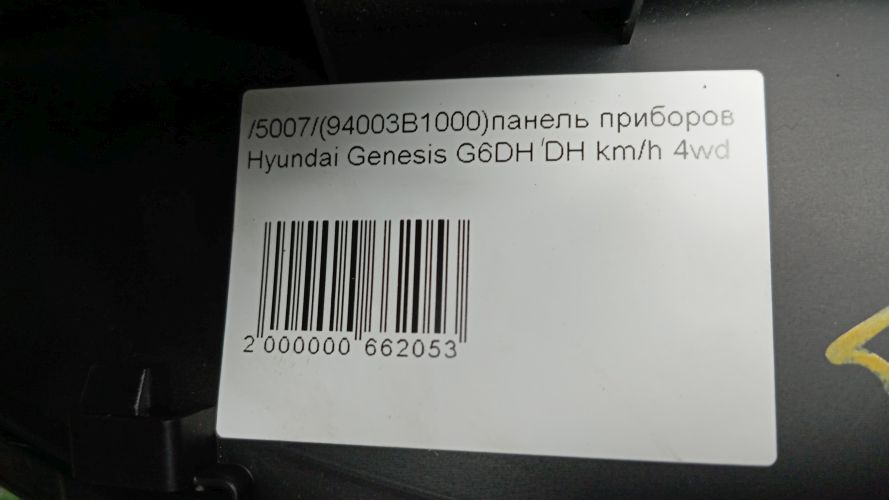 /5007/(94003B1000)панель приборов
Hyundai Genesis G6DH DH km/h 4wd
2 000000 662053